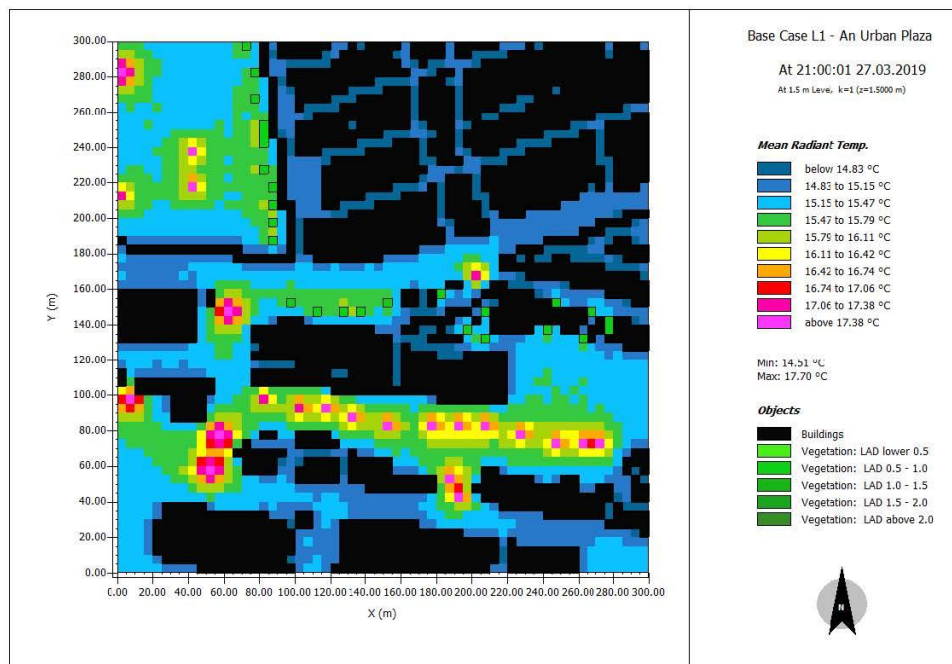 Base Case L1 - An Urban Plaza
At 21:00:01 27.03.2019
At 1.5 m Leve, k=1 (z=1.5000 m)
300.00
280.00
260.00
240.00
220.00
200.00
180.00
160.00
140.00
120.00
100.00
80.00
60.00
40.00
20.00
0.00
Y (m)
0.00 20.00 40.00 60.00 80.00 100.00 120.00 140.00 160.00 180.00 200.00 220.00 240.00 260.00 280.00 300.00
X (m)
Mean Radiant Temp.
below 14.83 °C
14.83 to 15.15 °C
15.15 to 15.47 °C
15.47 to 15.79 °C
15.79 to 16.11 °C
16.11 to 16.42 °C
16.42 to 16.74 °C
16.74 to 17.06 °C
17.06 to 17.38 °C
above 17.38 °C
Min: 14.51 °C
Max: 17.70 °C
Objects
Buildings
Vegetation: LAD lower 0.5
Vegetation: LAD 0.5 - 1.0
Vegetation: LAD 1.0 - 1.5
Vegetation: LAD 1.5 - 2.0
Vegetation: LAD above 2.0
N